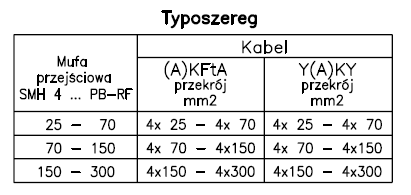 Typoszereg
Kabel
Mufa
przejściowa
SMH 4 ... PB-RF
(A)KFtA
przekrój
mm2
Y(A)KY
przekrój
mm2
25 – 70 4x 25 – 4x 70 4x 25 – 4x 70
70 – 150 4x 70 – 4x150 4x 70 – 4x150
150 – 300 4x150 – 4x300 4x150 – 4x300